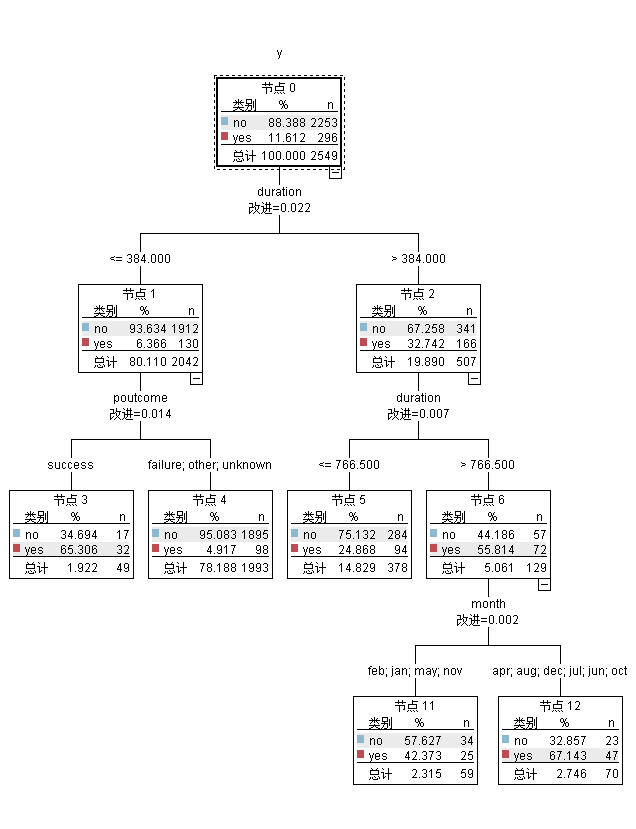 y
节点 0
类别 % n
no 88.388 2253
yes 11.612 296
总计 100.000 2549
duration
改进=0.022
<= 384.000
> 384.000
节点 1
类别 % n
no 93.634 1912
yes 6.366 130
总计 80.110 2042
节点 2
类别 % n
no 67.258 341
yes 32.742 166
总计 19.890 507
poutcome
改进=0.014
duration
改进=0.007
success
failure; other; unknown
<= 766.500
> 766.500
节点 3
类别 % n
no 34.694 17
yes 65.306 32
总计 1.922 49
节点 4
类别 % n
no 95.083 1895
yes 4.917 98
总计 78.188 1993
节点 5
类别 % n
no 75.132 284
yes 24.868 94
总计 14.829 378
节点 6
类别 % n
no 44.186 57
yes 55.814 72
总计 5.061 129
month
改进=0.002
feb; jan; may; nov
apr; aug; dec; jul; jun; oct
节点 11
类别 % n
no 57.627 34
yes 42.373 25
总计 2.315 59
节点 12
类别 % n
no 32.857 23
yes 67.143 47
总计 2.746 70